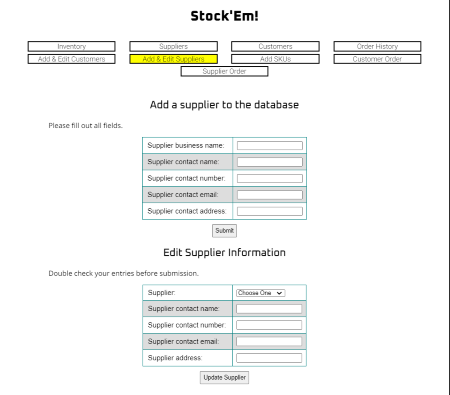 Stock'Em!
Inventory Suppliers Customers Order History
Add & Edit Customers Add & Edit Suppliers Add SKUs Customer Order
Supplier Order
Add a supplier to the database
Please fill out all fields.
Supplier business name:
Supplier contact name:
Supplier contact number:
Supplier contact email:
Supplier contact address:
Submit
Edit Supplier Information
Double check your entries before submission.
Supplier: Choose One
Supplier contact name:
Supplier contact number:
Supplier contact email:
Supplier address:
Update Supplier